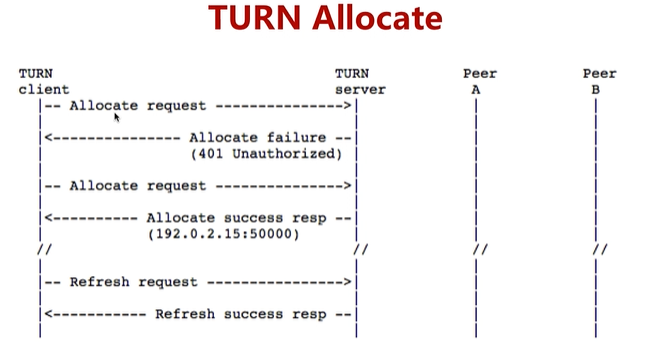 TURN Allocate
TURN TURN Peer Peer
client server A B
|-- Allocate request --------------->| | |
|<--------------- Allocate failure --| | |
(401 Unauthorized)
|-- Allocate request --------------->| | |
|<---------- Allocate success resp --| | |
(192.0.2.15:50000)
// // // //
|-- Refresh request ---------------->| | |
|<----------- Refresh success resp --| | |